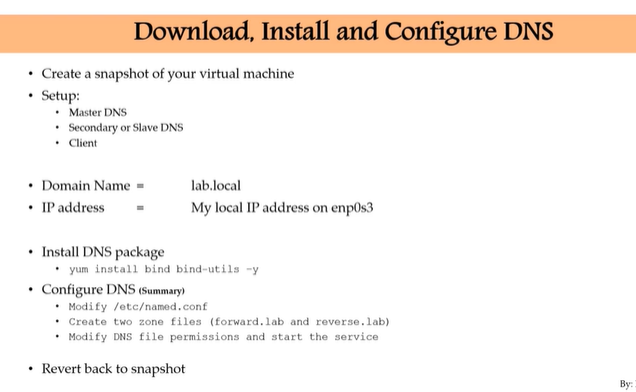 Download, Install and Configure DNS
• Create a snapshot of your virtual machine
• Setup:
• Master DNS
• Secondary or Slave DNS
• Client
• Domain Name = lab.local
• IP address = My local IP address on enp0s3
• Install DNS package
• yum install bind bind-utils -y
• Configure DNS (Summary)
• Modify /etc/named.conf
• Create two zone files (forward.lab and reverse.lab)
• Modify DNS file permissions and start the service
• Revert back to snapshot
By: